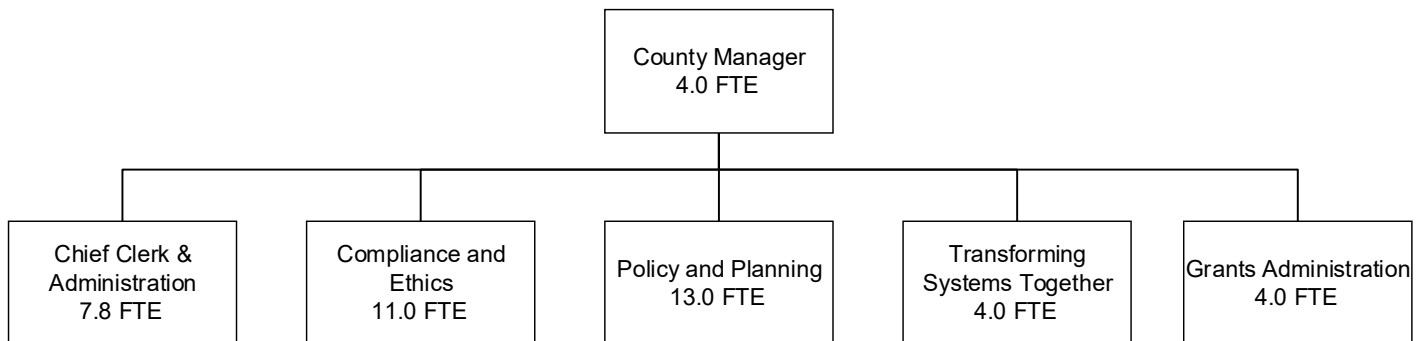 County Manager
4.0 FTE
Chief Clerk &
Administration
7.8 FTE
Compliance and
Ethics
11.0 FTE
Policy and Planning
13.0 FTE
Transforming
Systems Together
4.0 FTE
Grants Administration
4.0 FTE